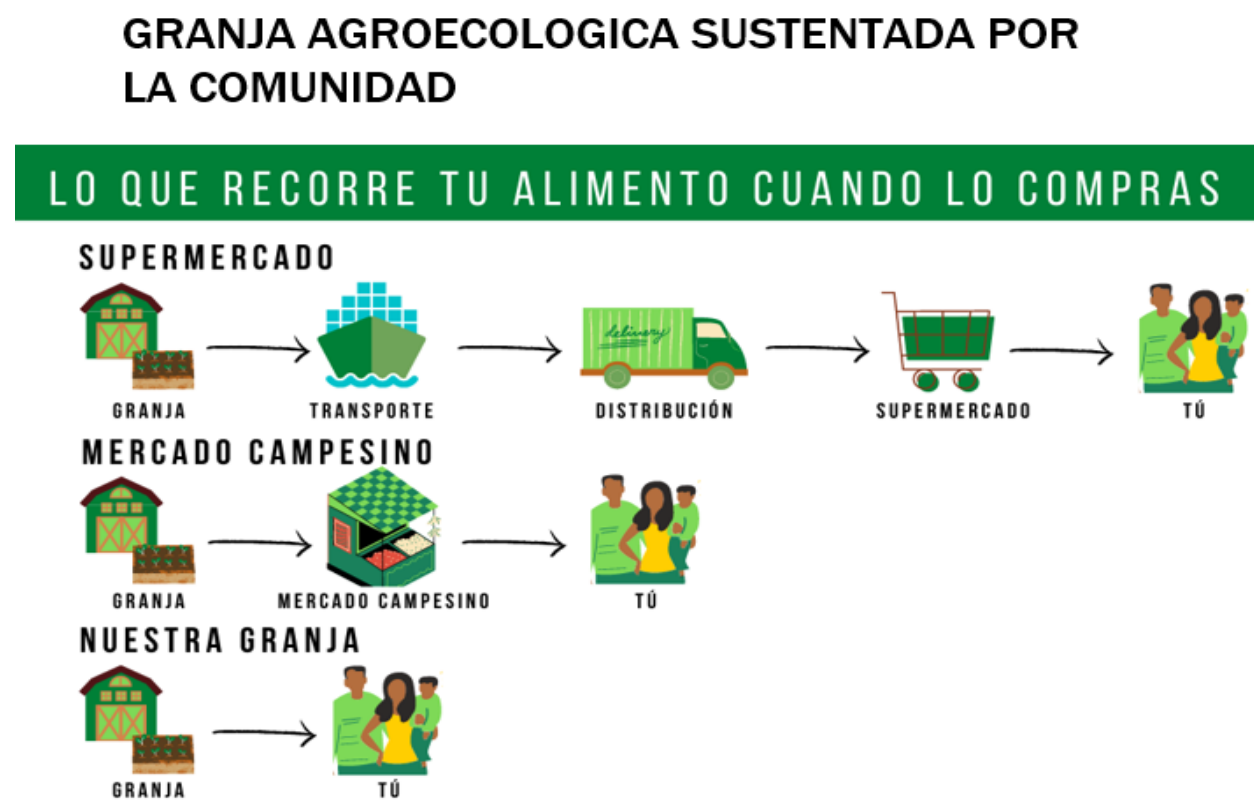 GRANJA AGROECOLOGICA SUSTENTADA POR
LA COMUNIDAD
LO QUE RECORRE TU ALIMENTO CUANDO LO COMPRAS
SUPERMERCADO
delivery
GRANJA TRANSPORTE DISTRIBUCIÓN SUPERMERCADO TÚ
MERCADO CAMPESINO
GRANJA MERCADO CAMPESINO TÚ
NUESTRA GRANJA
GRANJA TÚ